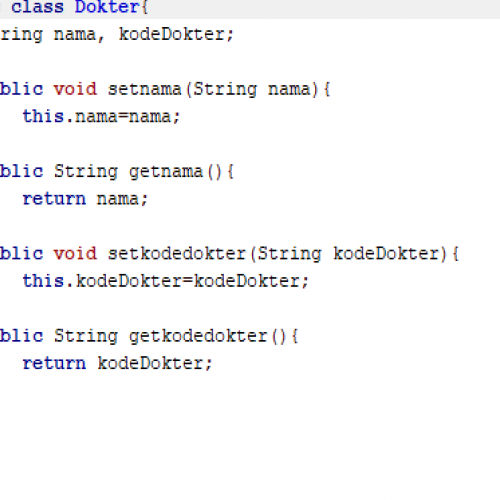 class Dokter{
ring nama, kodeDokter;
blic void setnama(String nama){
this.nama=nama;
blic String getnama(){
return nama;
blic void setkodedokter(String kodeDokter){
this.kodeDokter=kodeDokter;
blic String getkodedokter(){
return kodeDokter;